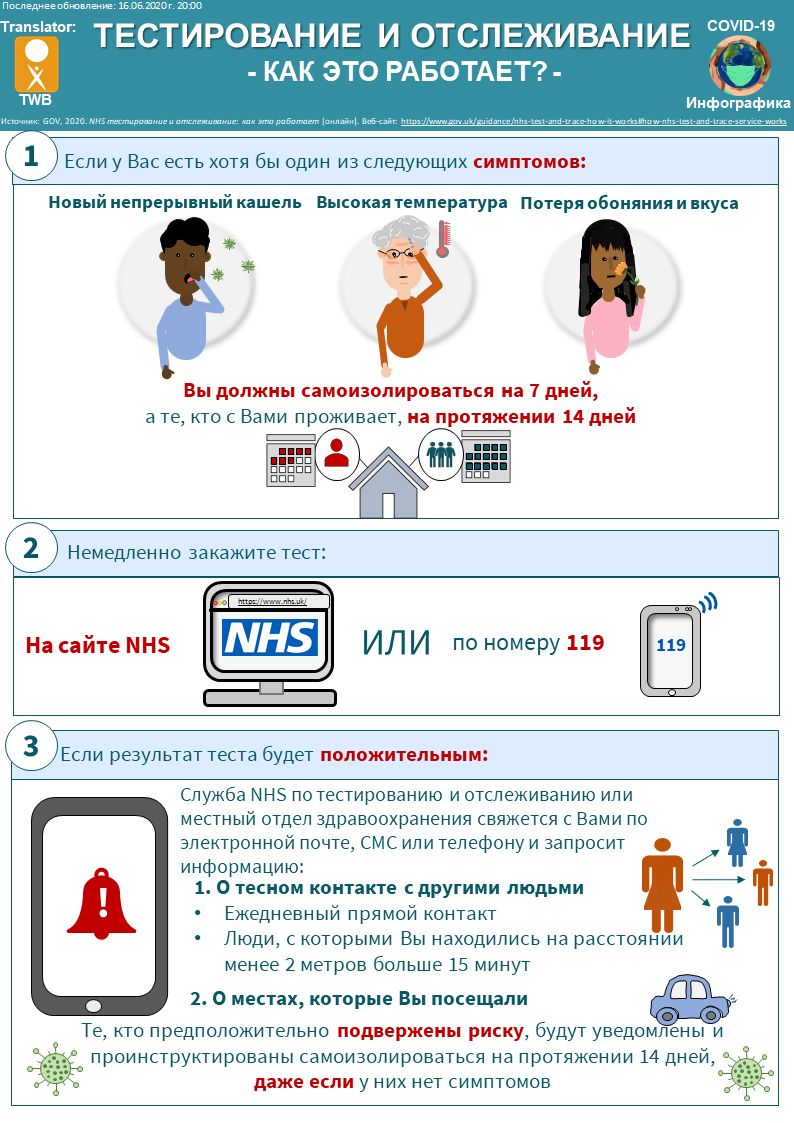 Последнее обновление: 16.06.2020 г. 20:00
Translator:
TWB
ТЕСТИРОВАНИЕ И ОТСЛЕЖИВАНИЕ
- КАК ЭТО РАБОТАЕТ? -
COVID-19
Инфографика
Источник: GOV, 2020. NHS тестирование и отслеживание: как это работает [онлайн]. Веб-сайт: https://www.gov.uk/guidance/nhs-test-and-trace-how-it-works#how-nhs-test-and-trace-service-works
1
Если у Вас есть хотя бы один из следующих симптомов:
Новый непрерывный кашель Высокая температура Потеря обоняния и вкуса
Вы должны самоизолироваться на 7 дней,
а те, кто с Вами проживает, на протяжении 14 дней
2
Немедленно закажите тест:
На сайте NHS
https://www.nhs.uk/
NHS
ИЛИ
по номеру 119
119
3
Если результат теста будет положительным:
Служба NHS по тестированию и отслеживанию или
местный отдел здравоохранения свяжется с Вами по
электронной почте, СМС или телефону и запросит
информацию:
1. О тесном контакте с другими людьми
• Ежедневный прямой контакт
• Люди, с которыми Вы находились на расстоянии
менее 2 метров больше 15 минут
2. О местах, которые Вы посещали
Те, кто предположительно подвержены риску, будут уведомлены и
проинструктированы самоизолироваться на протяжении 14 дней,
даже если у них нет симптомов